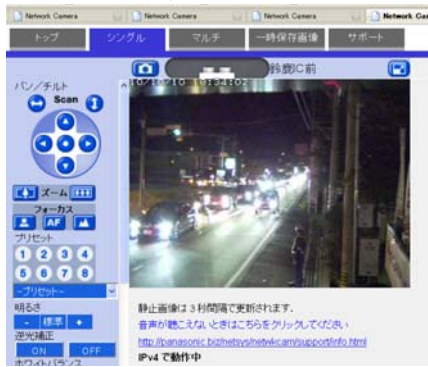 Network Camera
Network Camera
Network Camera
Network Cam
トップ
シングル
マルチ
一時保存画像
サポート
鈴鹿IC前
パン／チルト
Scan
ズーム
フォーカス
AF
プリセット
1 2 3 4
5 6 7 8
-プリセット-
明るさ
- 標準 +
逆光補正
ON OFF
ホワイトバランス
静止画像は3秒間隔で更新されます.
音声が聴こえないときはこちらをクリックしてください
http://panasonic.biz/netsys/netwkcam/support/info.html
IPv4で動作中